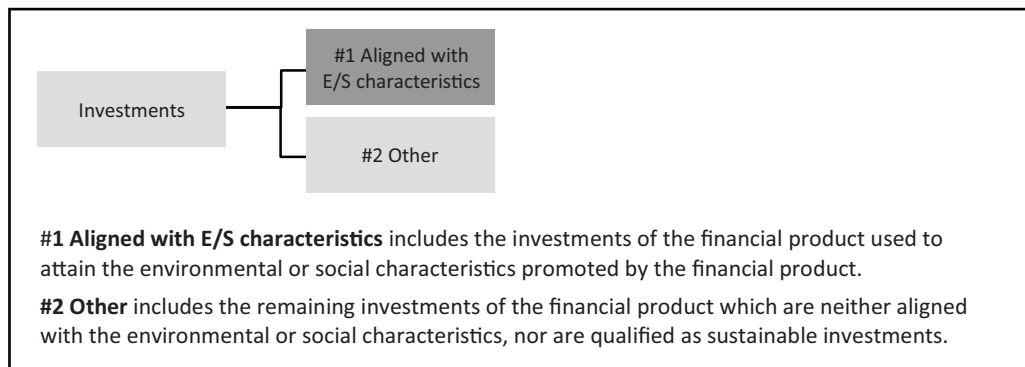 #1 Aligned with
E/S characteristics
Investments
#2 Other
#1 Aligned with E/S characteristics includes the investments of the financial product used to
attain the environmental or social characteristics promoted by the financial product.
#2 Other includes the remaining investments of the financial product which are neither aligned
with the environmental or social characteristics, nor are qualified as sustainable investments.